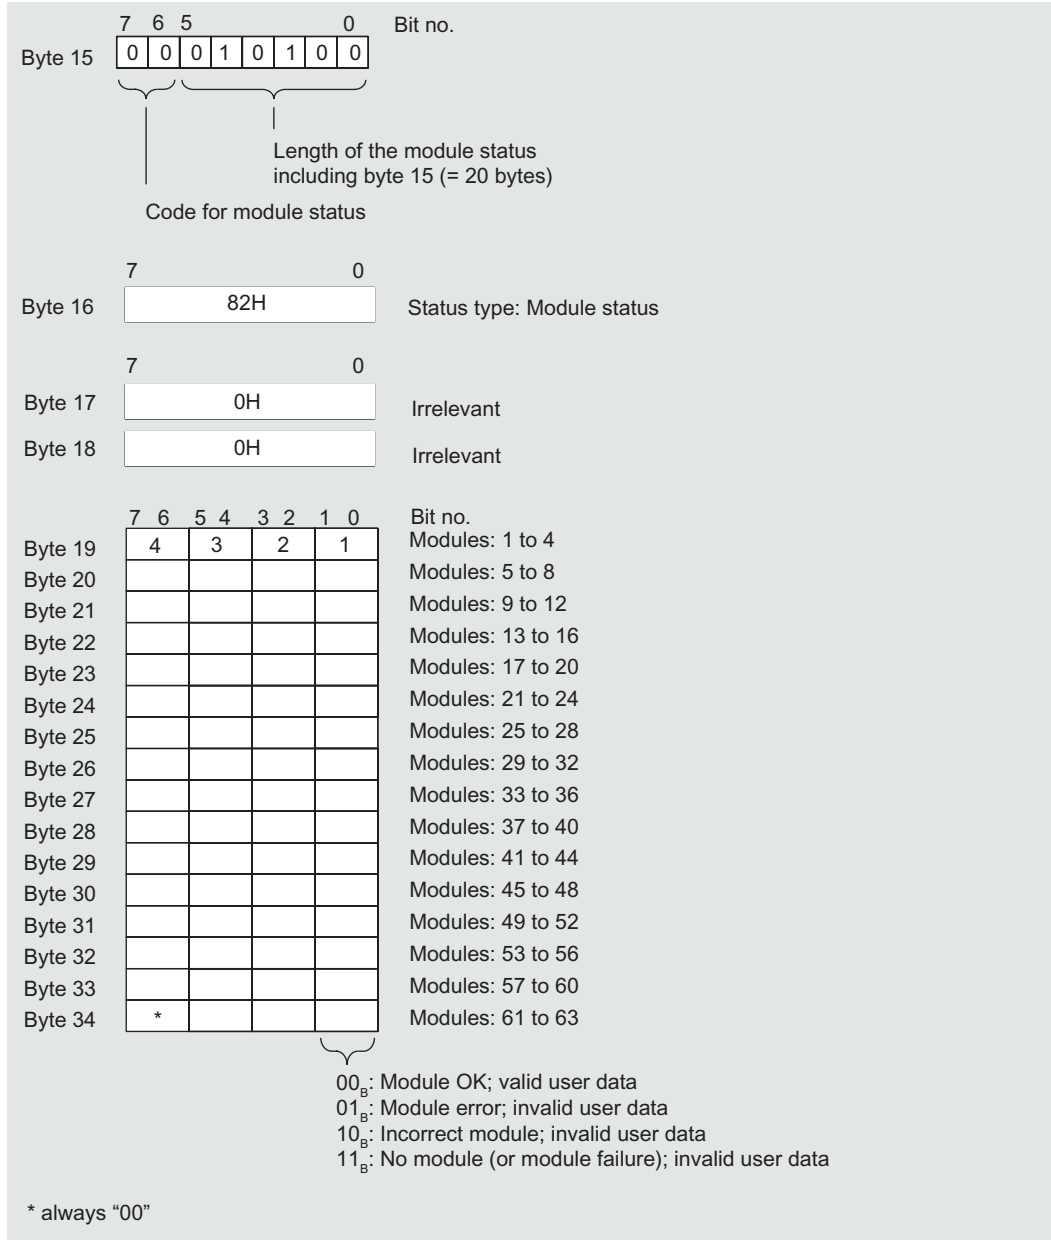 7 6 5 0 Bit no.
Byte 15 0 0 0 1 0 1 0 0
Length of the module status
including byte 15 (= 20 bytes)
Code for module status
7 0
Byte 16 82H Status type: Module status
7 0
Byte 17 0H Irrelevant
Byte 18 0H Irrelevant
7 6 5 4 3 2 1 0 Bit no.
Byte 19 4 3 2 1 Modules: 1 to 4
Byte 20 Modules: 5 to 8
Byte 21 Modules: 9 to 12
Byte 22 Modules: 13 to 16
Byte 23 Modules: 17 to 20
Byte 24 Modules: 21 to 24
Byte 25 Modules: 25 to 28
Byte 26 Modules: 29 to 32
Byte 27 Modules: 33 to 36
Byte 28 Modules: 37 to 40
Byte 29 Modules: 41 to 44
Byte 30 Modules: 45 to 48
Byte 31 Modules: 49 to 52
Byte 32 Modules: 53 to 56
Byte 33 Modules: 57 to 60
Byte 34 * Modules: 61 to 63
00B: Module OK; valid user data
01B: Module error; invalid user data
10B: Incorrect module; invalid user data
11B: No module (or module failure); invalid user data
* always “00”